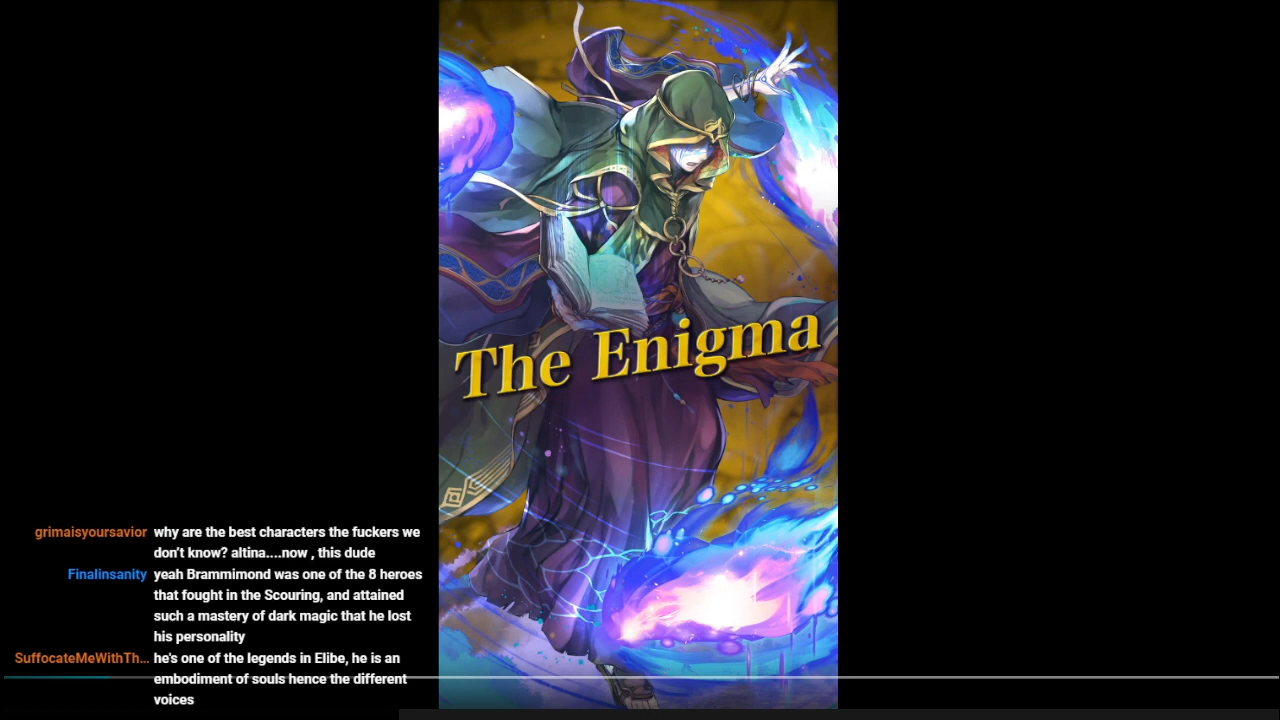 The Enigma
grimaisyoursavior why are the best characters the fuckers we
don't know? altina....now , this dude
Finalinsanity yeah Brammimond was one of the 8 heroes
that fought in the Scouring, and attained
such a mastery of dark magic that he lost
his personality
SuffocateMeWithTh... he's one of the legends in Elibe, he is an
embodiment of souls hence the different
voices